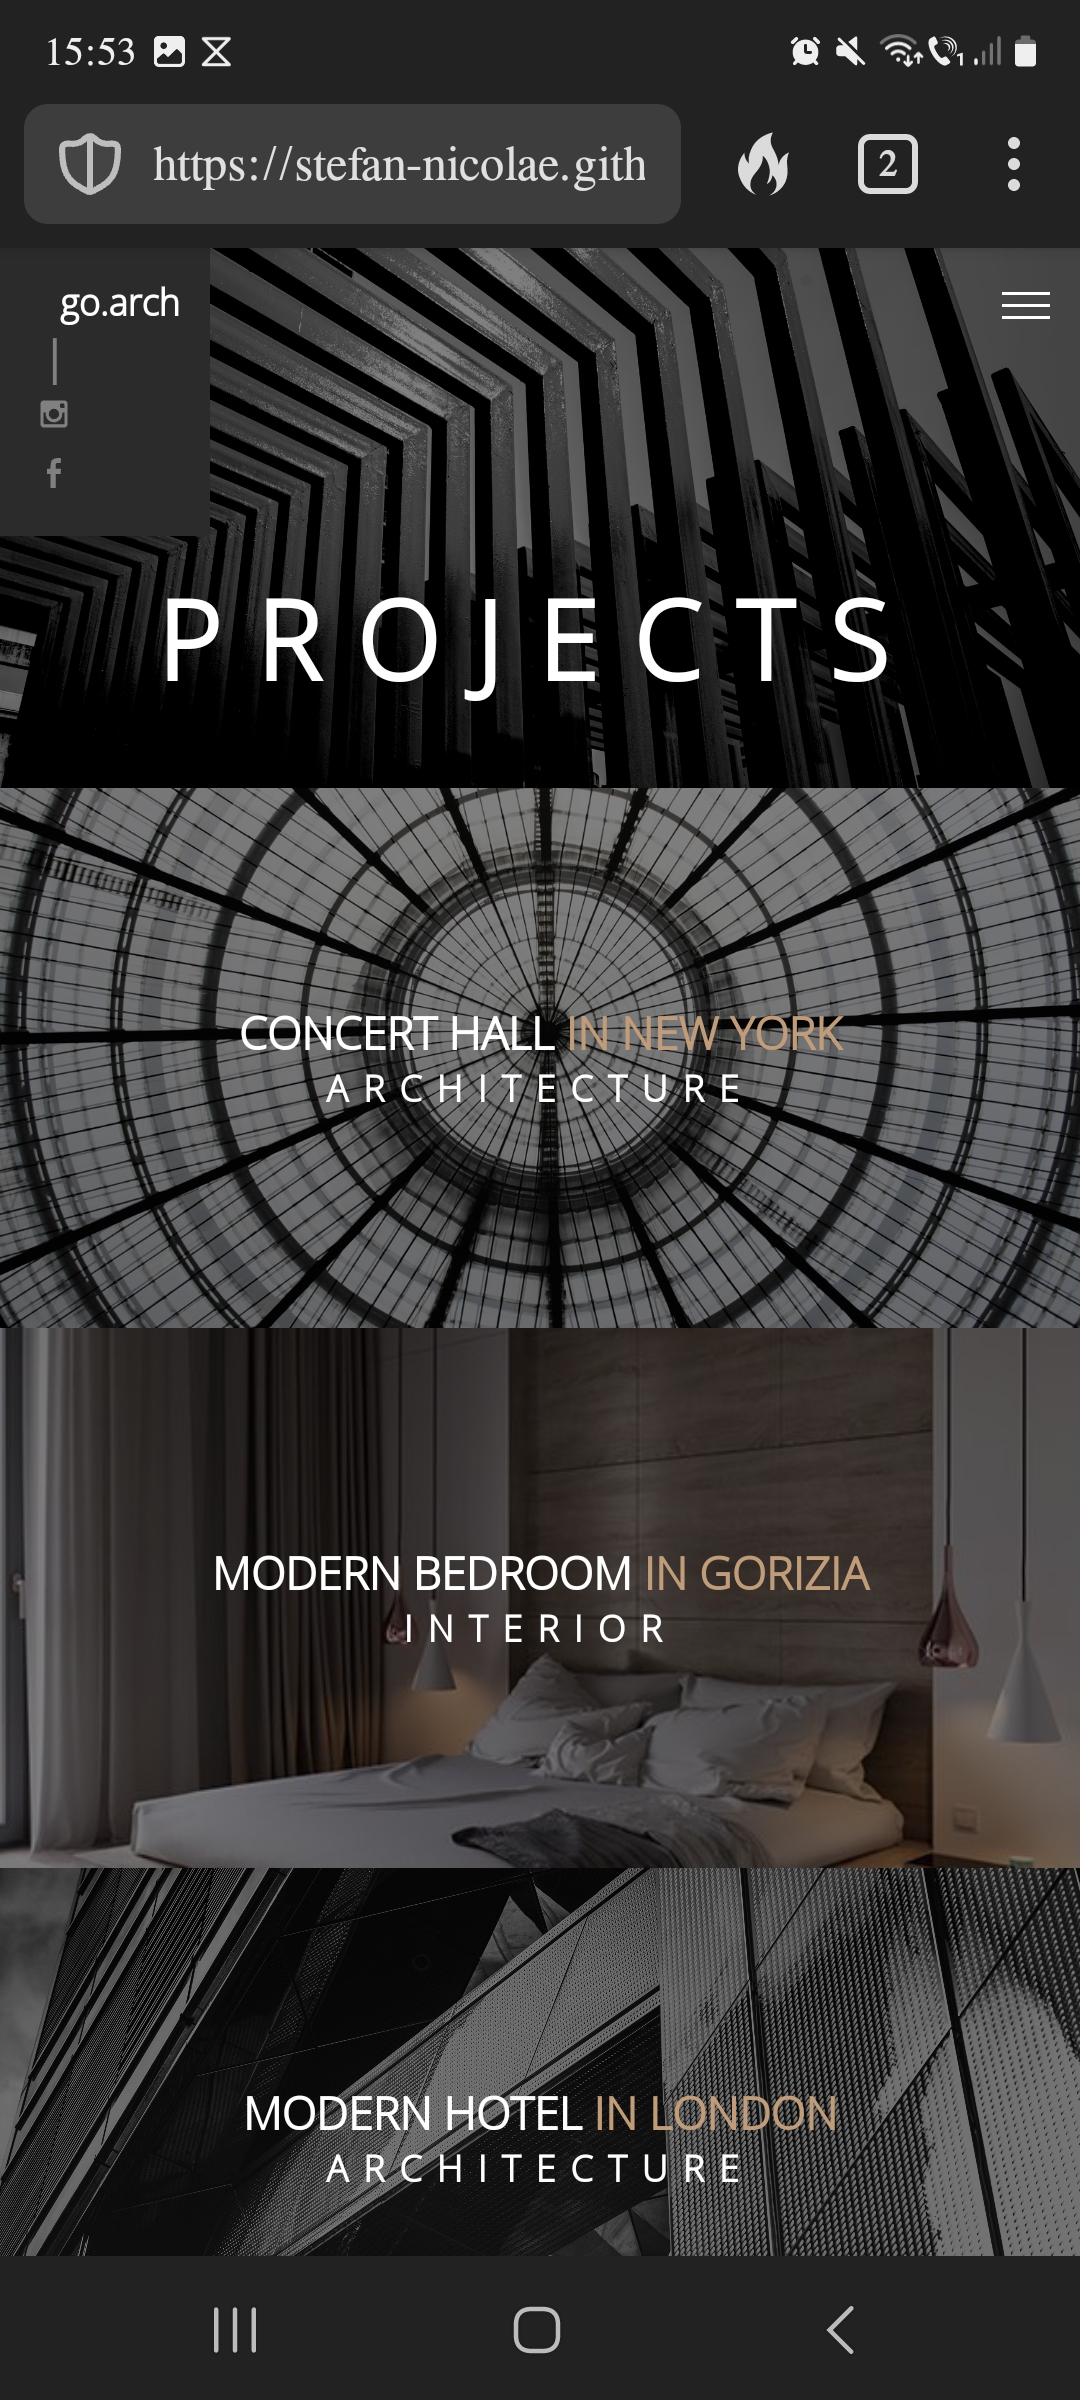 15:53
https://stefan-nicolae.gith
2
go.arch
PROJECTS
CONCERT HALL IN NEW YORK
ARCHITECTURE
MODERN BEDROOM IN GORIZIA
INTERIOR
MODERN HOTEL IN LONDON
ARCHITECTURE